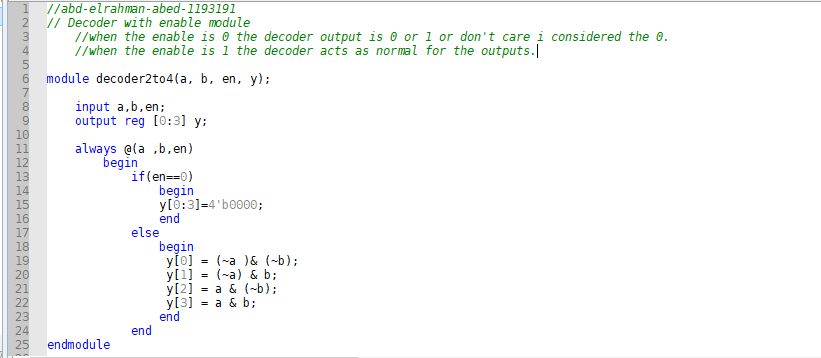 1 //abd-elrahman-abed-1193191
2 // Decoder with enable module
3 //when the enable is 0 the decoder output is 0 or 1 or don't care i considered the 0.
4 //when the enable is 1 the decoder acts as normal for the outputs.
5
6 module decoder2to4(a, b, en, y);
7
8 input a,b,en;
9 output reg [0:3] y;
10
11 always @(a ,b,en)
12 begin
13 if(en==0)
14 begin
15 y[0:3]=4'b0000;
16 end
17 else
18 begin
19 y[0] = (~a )& (~b);
20 y[1] = (~a) & b;
21 y[2] = a & (~b);
22 y[3] = a & b;
23 end
24 end
25 endmodule